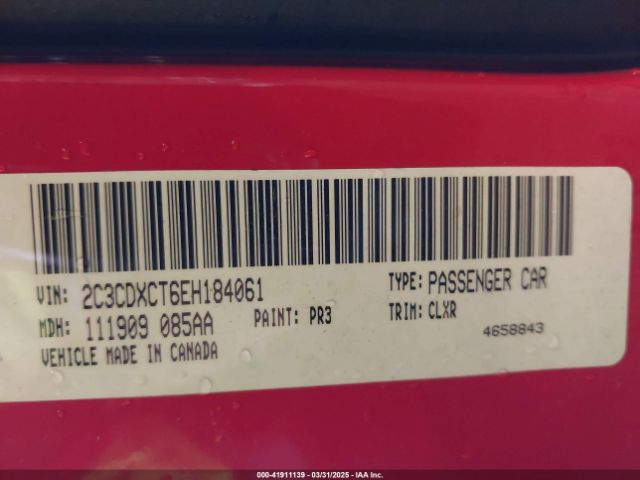 VIN: 2C3CDXCT6EH184061 TYPE: PASSENGER CAR
MDH: 111909 085AA PAINT: PR3 TRIM: CLXR
VEHICLE MADE IN CANADA 4658843
000-41911139 - 03/31/2025 - IAA Inc.